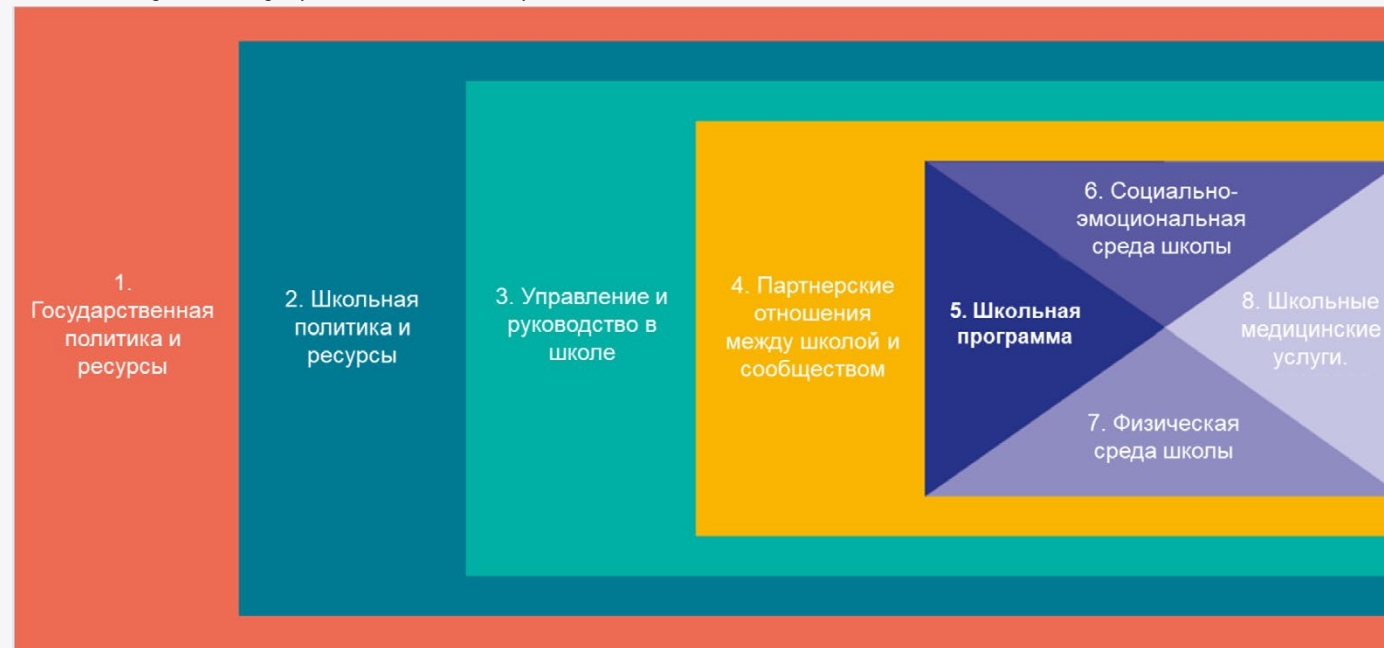 1.
Государственная
политика и
ресурсы
2. Школьная
политика и
ресурсы
3. Управление и
руководство в
школе
4. Партнерские
отношения
между школой и
сообществом
5. Школьная
программа
6. Социально-
эмоциональная
среда школы
7. Физическая
среда школы
8. Школьные
медицинские
услуги.